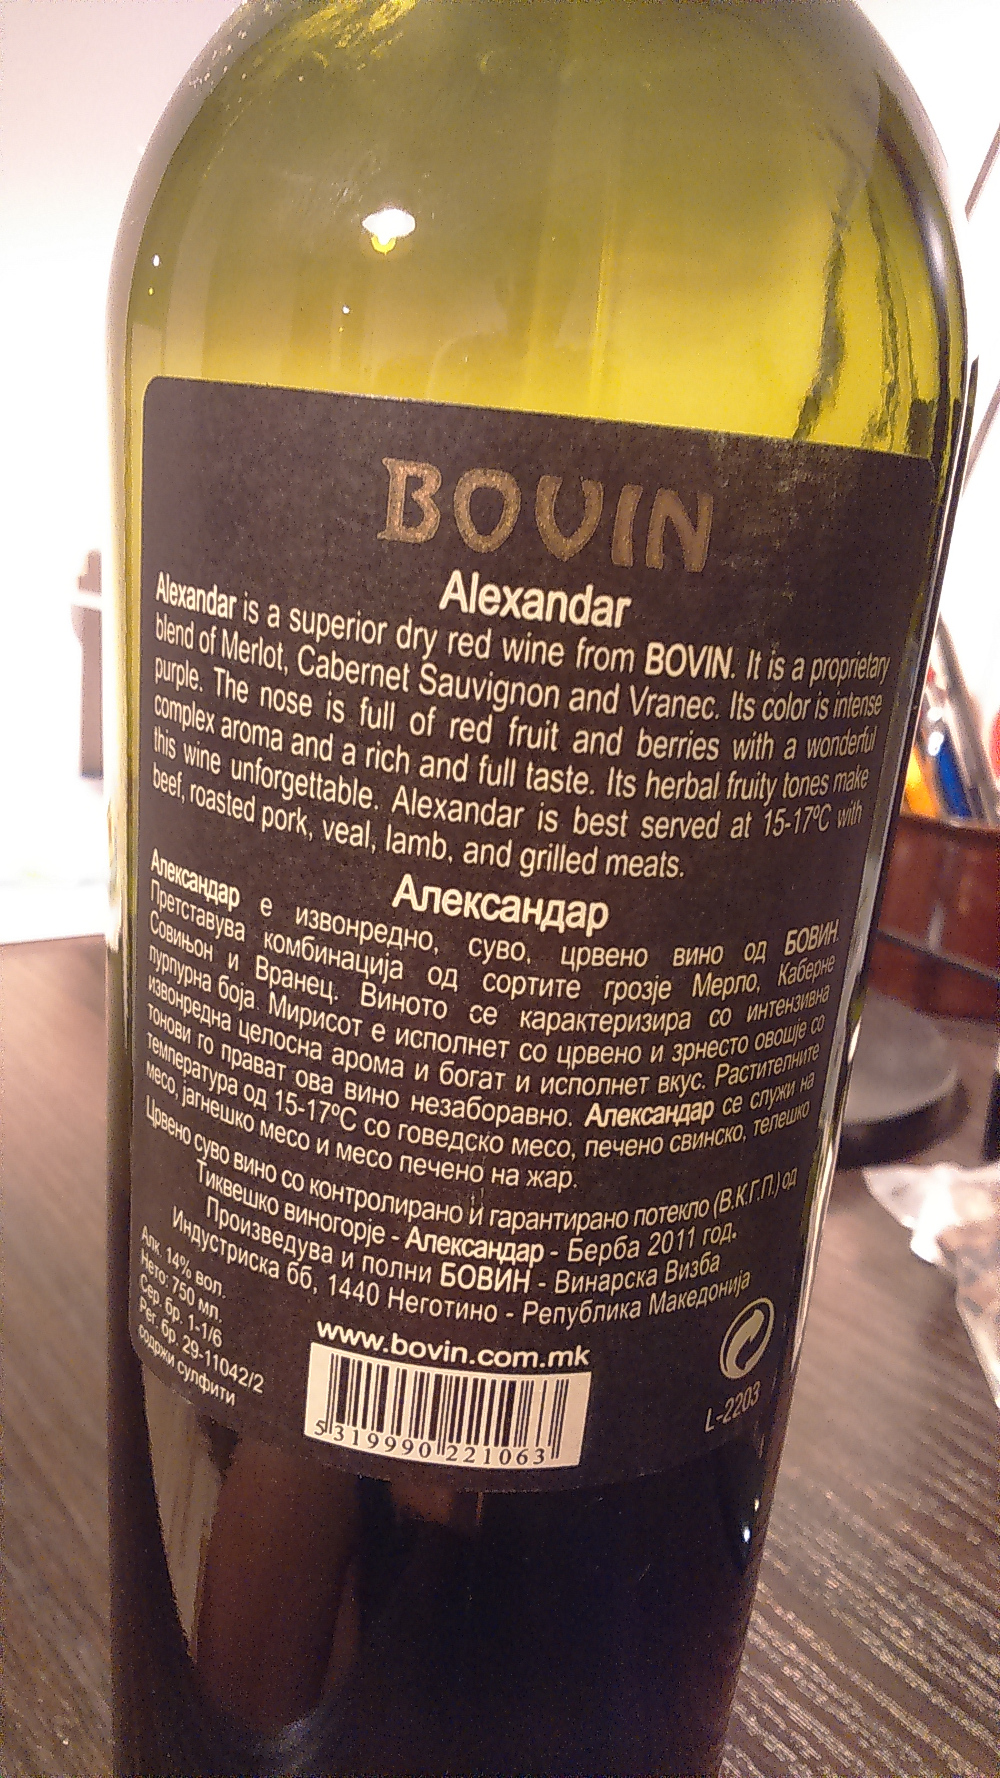 BOVIN
Alexandar
Alexandar is a superior dry red wine from BOVIN. It is a proprietary
blend of Merlot, Cabernet Sauvignon and Vranec. Its color is intense
purple. The nose is full of red fruit and berries with a wonderful
complex aroma and a rich and full taste. Its herbal fruity tones make
this wine unforgettable. Alexandar is best served at 15-17ºC with
beef, roasted pork, veal, lamb, and grilled meats.
Александар
Александар е извонредно, суво, црвено вино од БОВИН.
Претставува комбинација од сортите грозје Мерло, Каберне
Совињон и Вранец. Виното се карактеризира со интензивна
пурпурна боја. Мирисот е исполнет со црвено и зрнесто овошје со
извонредна целосна арома и богат и исполнет вкус. Растителните
тонови го прават ова вино незаборавно. Александар се служи на
температура од 15-17ºС со говедско месо, печено свинско, телешко
месо, јагнешко месо и месо печено на жар.
Црвено суво вино со контролирано и гарантирано потекло (В.К.Г.П.) од
Тиквешко виногорје - Александар - Берба 2011 год.
Произведува и полни БОВИН - Винарска Визба
Индустриска бб, 1440 Неготино - Република Македонија
Алк. 14% вол.
Нето: 750 мл.
Сер. бр. 1-1/6
Рег. бр. 29-11042/2
содржи сулфити
www.bovin.com.mk
5319990221063
L-2203